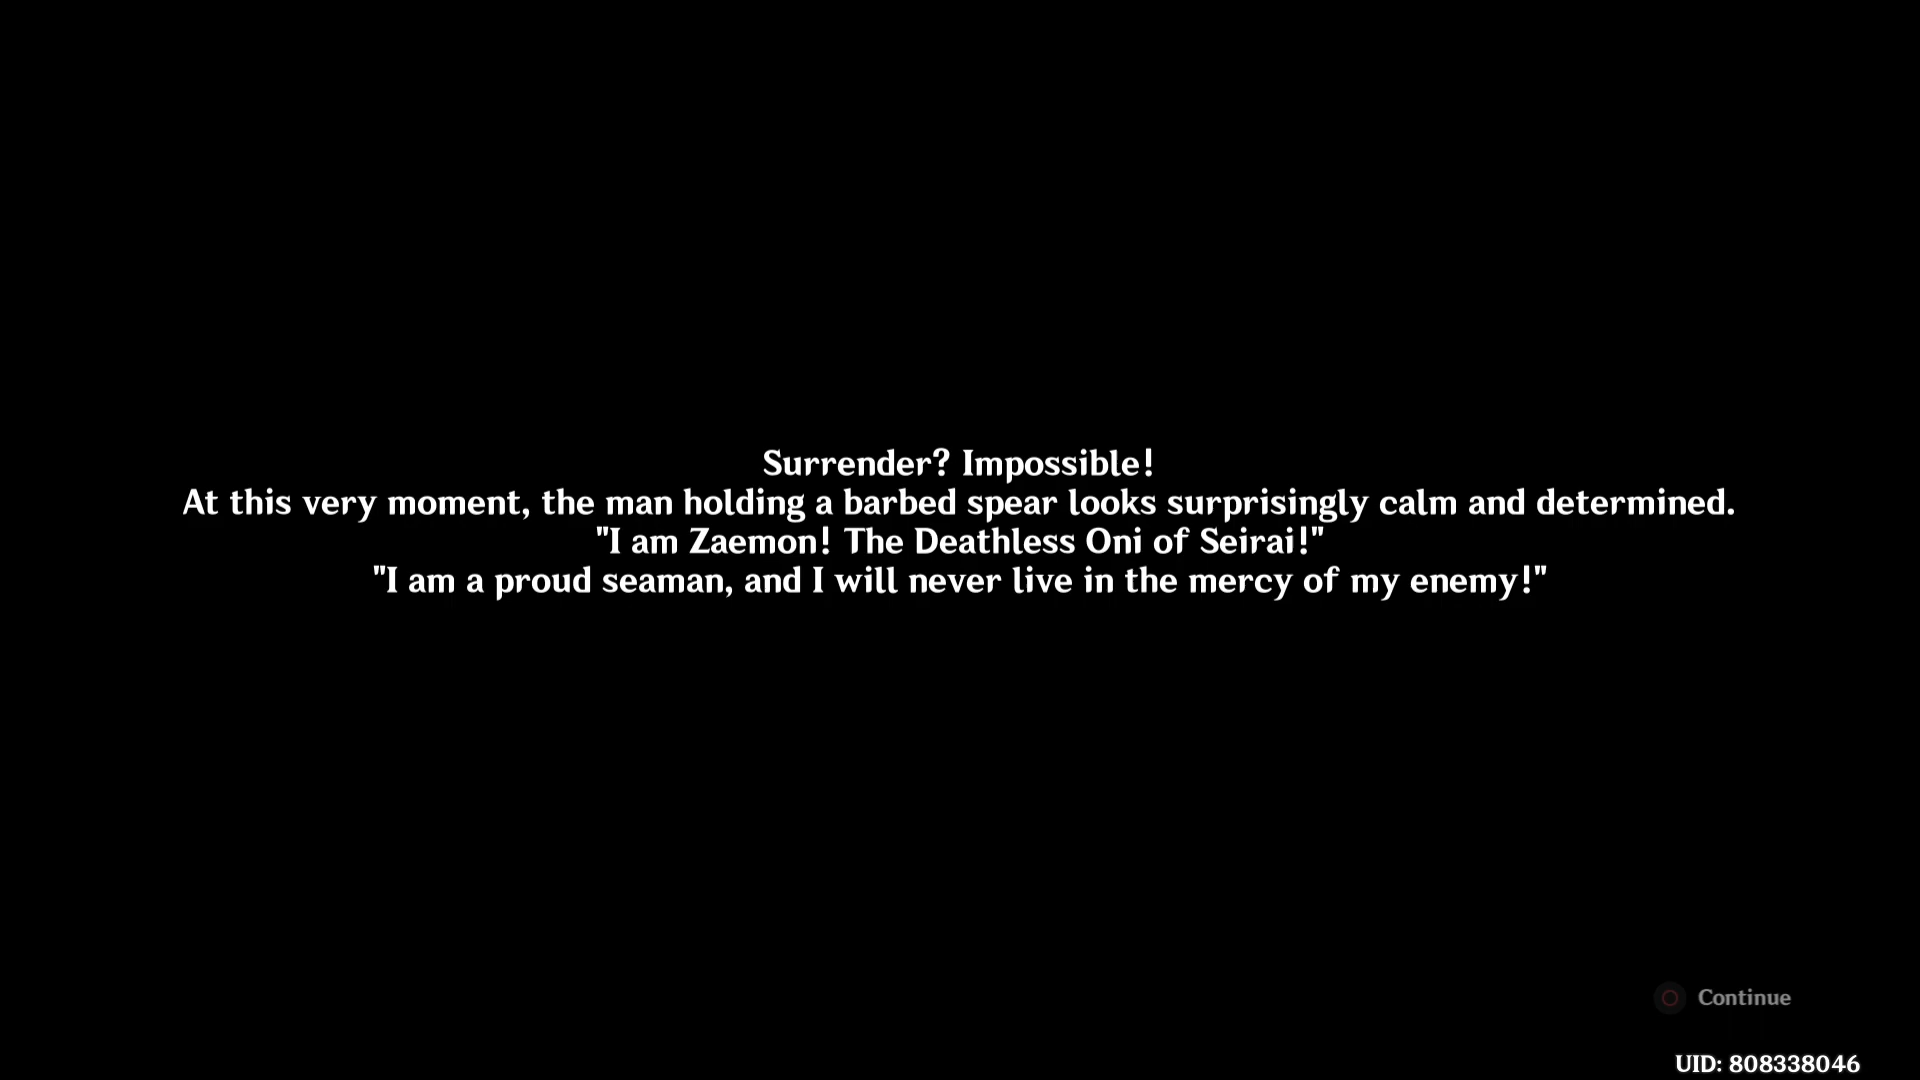 Surrender? Impossible!
At this very moment, the man holding a barbed spear looks surprisingly calm and determined.
"I am Zaemon! The Deathless Oni of Seirai!"
"I am a proud seaman, and I will never live in the mercy of my enemy!"
Continue
UID: 808338046